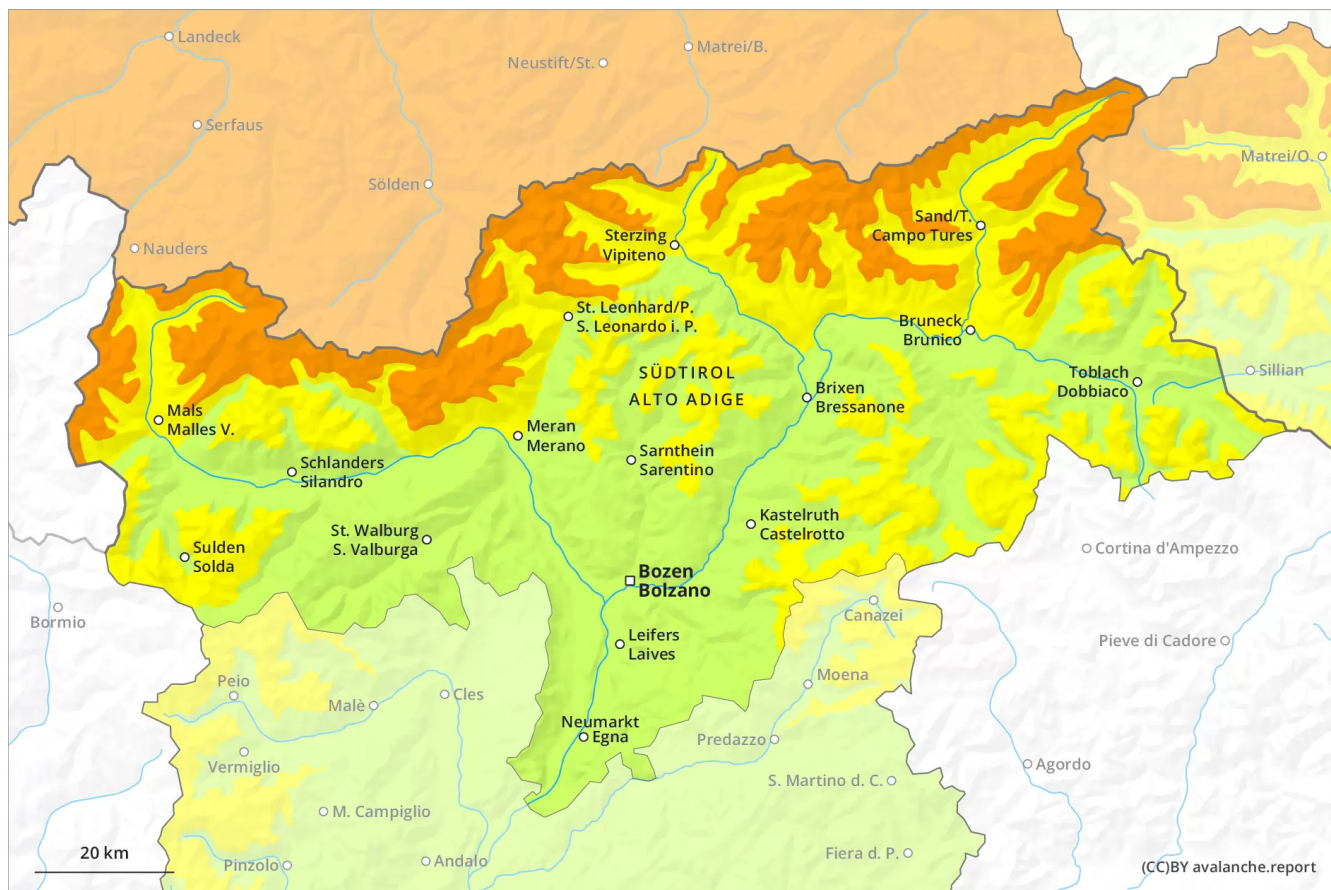 Landeck
Matrei/B.
Neustift/St.
Serfaus
Matrei/O.
Sölden
Sand/T.
Campo Tures
Nauders
Sterzing
Vipiteno
St. Leonhard/P.
S. Leonardo i. P.
Bruneck
Brunico
SÜDTIROL
ALTO ADIGE
Toblach
Dobbiaco
Sillian
Brixen
Bressanone
Mals
Malles V.
Meran
Merano
Sarnthein
Sarentino
Schlanders
Silandro
Kastelruth
Castelrotto
St. Walburg
S. Valburga
Sulden
Solda
Cortina d'Ampezzo
Bozen
Bolzano
Bormio
Canazei
Leifers
Laives
Pieve di Cadore
Peio
Moena
Malè
Cles
Neumarkt
Egna
Predazzo
Vermiglio
Agordo
S. Martino d. C.
M. Campiglio
20 km
Pinzolo
Andalo
Fiera d. P.
(CC)BY avalanche.report